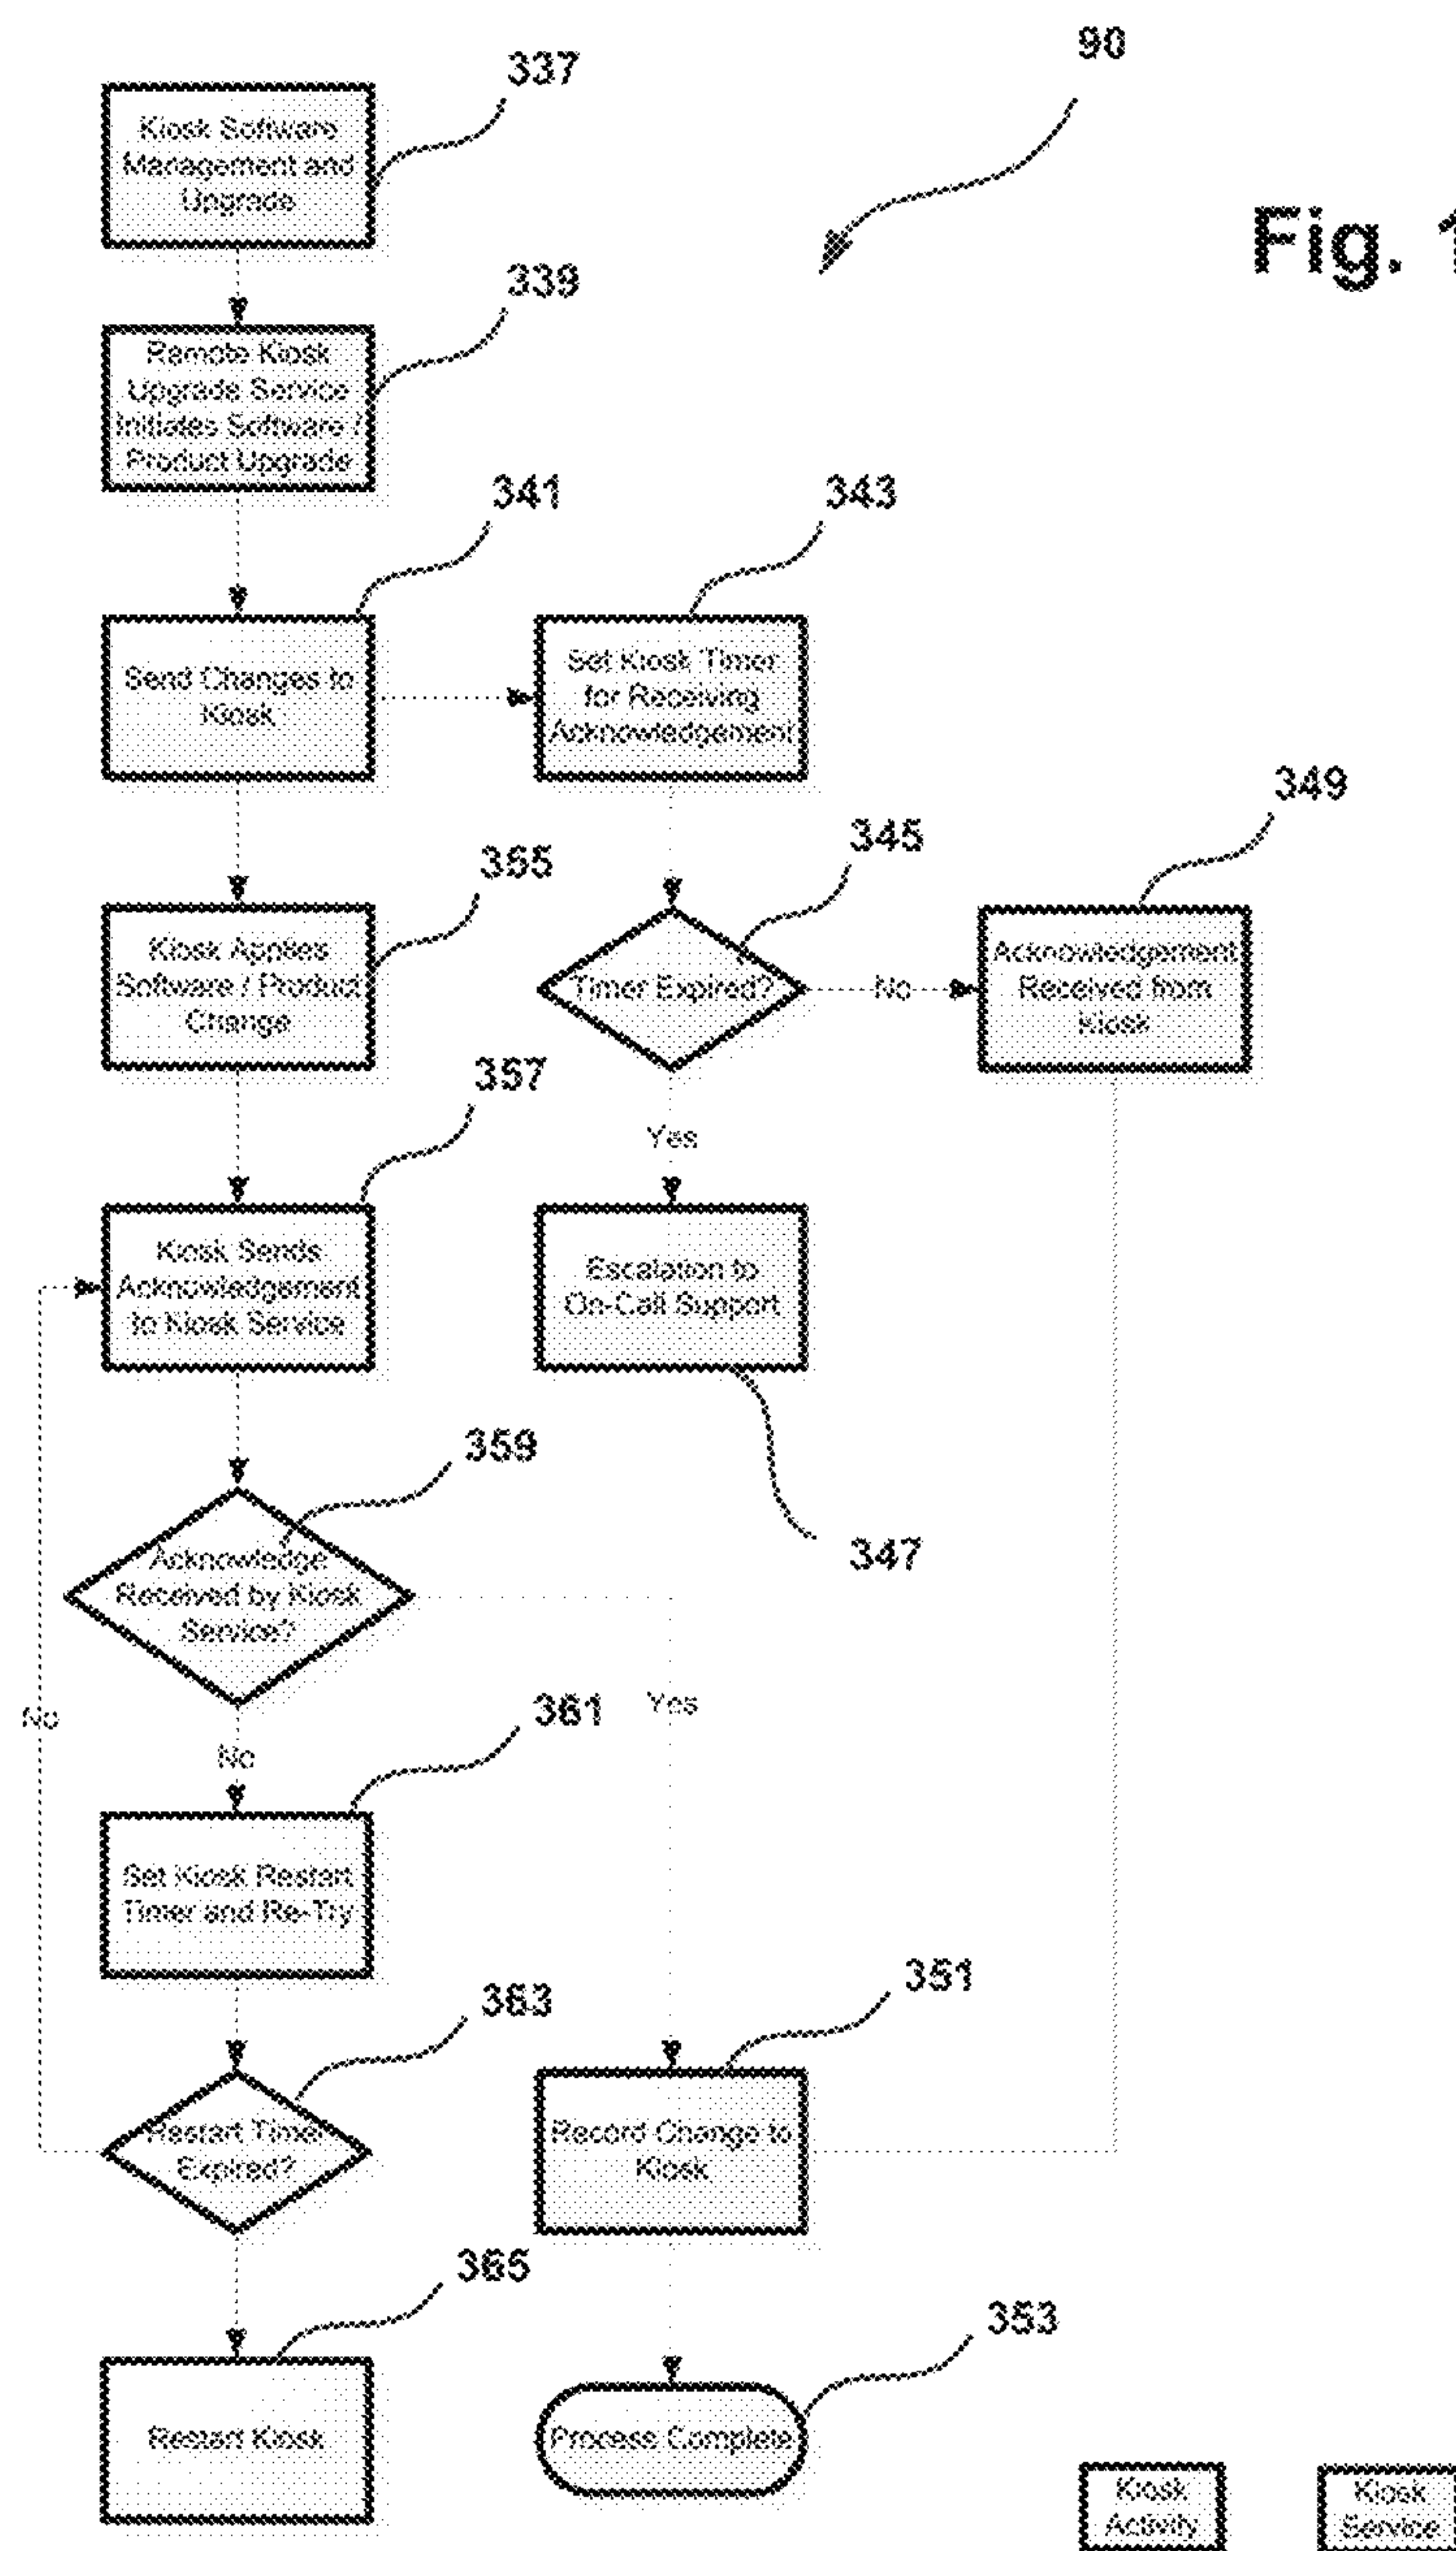 90
Fig. 1
337
Kiosk Software
Management and
Upgrade
339
Remote Kiosk
Upgrade Service
Initiates Software /
Product Upgrade
341
Send Changes to
Kiosk
343
Set Kiosk Timer
for Receiving
Acknowledgement
365
Kiosk Applies
Software / Product
Change
345
Timer Expired?
No
349
Acknowledgement
Received from
Kiosk
Yes
357
Kiosk Sends
Acknowledgement
to Kiosk Service
Escalation to
On-Call Support
347
359
Acknowledge
Received by Kiosk
Service?
No
Yes
No
361
Set Kiosk Restart
Timer and Re-Try
363
Restart Timer
Expired?
351
Record Change to
Kiosk
365
Restart Kiosk
353
Process Complete
Kiosk
Activity
Kiosk
Service